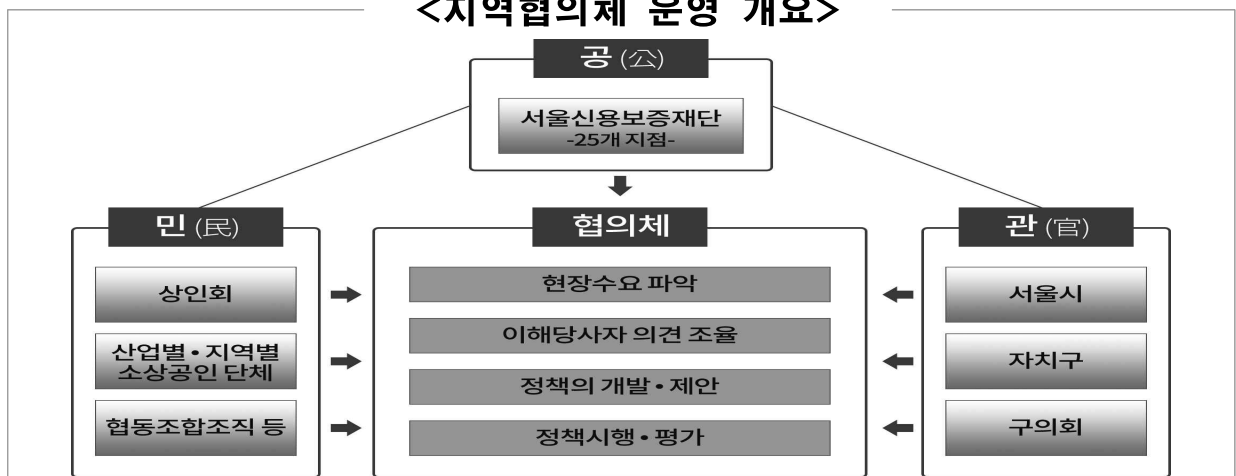 <지역협의체 운영 개요>
공 (公)
서울신용보증재단
-25개 지점-
민 (民)
상인회
산업별•지역별
소상공인 단체
협동조합조직 등
협의체
현장수요 파악
이해당사자 의견 조율
정책의 개발•제안
정책시행•평가
관 (官)
서울시
자치구
구의회